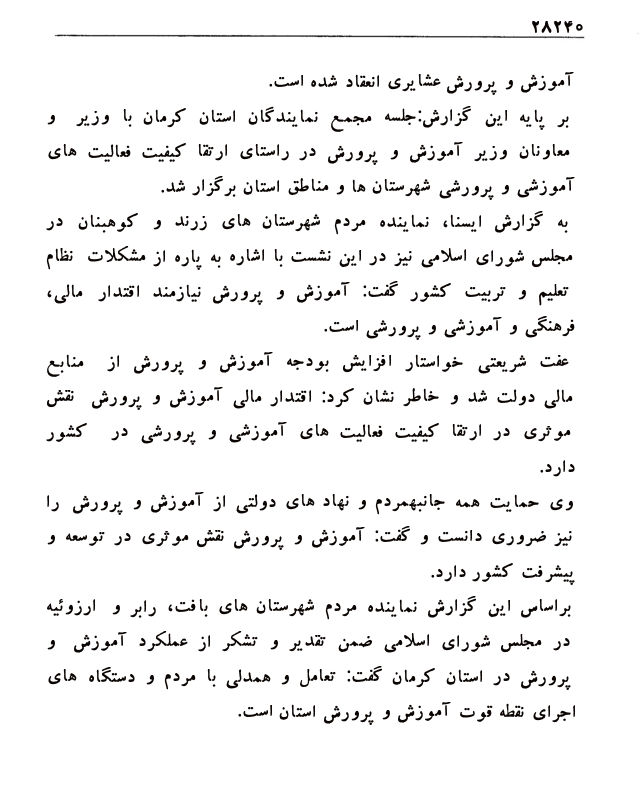 ۲۸۲۴۰
آموزش و پرورش عشایری انعقاد شده است.
بر پایه این گزارش:جلسه مجمع نمایندگان استان کرمان با وزیر و
معاونان وزیر آموزش و پرورش در راستای ارتقا کیفیت فعالیت های
آموزشی و پرورشی شهرستان ها و مناطق استان برگزار شد.
به گزارش ایسنا، نماینده مردم شهرستان های زرند و کوهبنان در
مجلس شورای اسلامی نیز در این نشست با اشاره به پاره از مشکلات نظام
تعلیم و تربیت کشور گفت: آموزش و پرورش نیازمند اقتدار مالی،
فرهنگی و آموزشی و پرورشی است.
عفت شریعتی خواستار افزایش بودجه آموزش و پرورش از منابع
مالی دولت شد و خاطر نشان کرد: اقتدار مالی آموزش و پرورش نقش
موثری در ارتقا کیفیت فعالیت های آموزشی و پرورشی در کشور
دارد.
وی حمایت همه جانبهمردم و نهاد های دولتی از آموزش و پرورش را
نیز ضروری دانست و گفت: آموزش و پرورش نقش موثری در توسعه و
پیشرفت کشور دارد.
براساس این گزارش نماینده مردم شهرستان های بافت، رابر و ارزوئیه
در مجلس شورای اسلامی ضمن تقدیر و تشکر از عملکرد آموزش و
پرورش در استان کرمان گفت: تعامل و همدلی با مردم و دستگاه های
اجرای نقطه قوت آموزش و پرورش استان است.